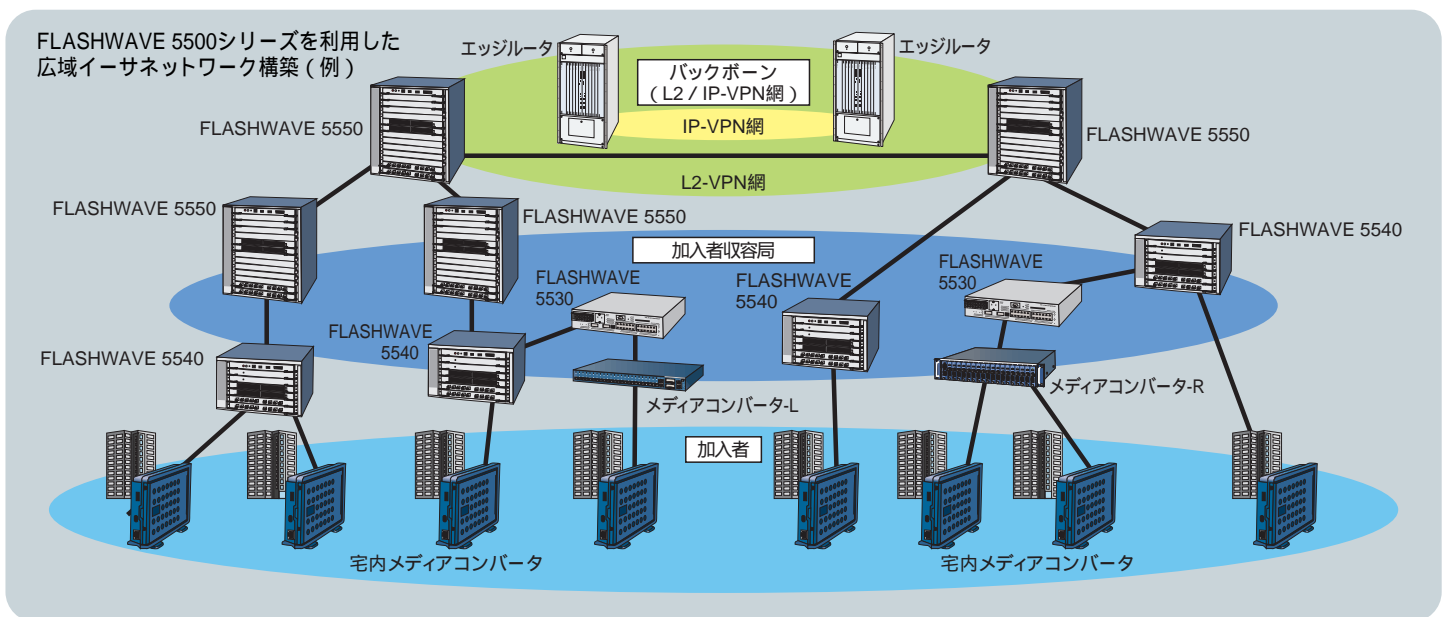 FLASHWAVE 5500シリーズを利用した
広域イーサネットワーク構築（例）
エッジルータ
エッジルータ
バックボーン
（L2 / IP-VPN網）
IP-VPN網
FLASHWAVE 5550
FLASHWAVE 5550
L2-VPN網
FLASHWAVE 5550
FLASHWAVE 5550
FLASHWAVE 5540
加入者収容局
FLASHWAVE
5530
FLASHWAVE
5540
FLASHWAVE
5530
FLASHWAVE
5540
FLASHWAVE 5540
メディアコンバータ-L
メディアコンバータ-R
加入者
宅内メディアコンバータ
宅内メディアコンバータ